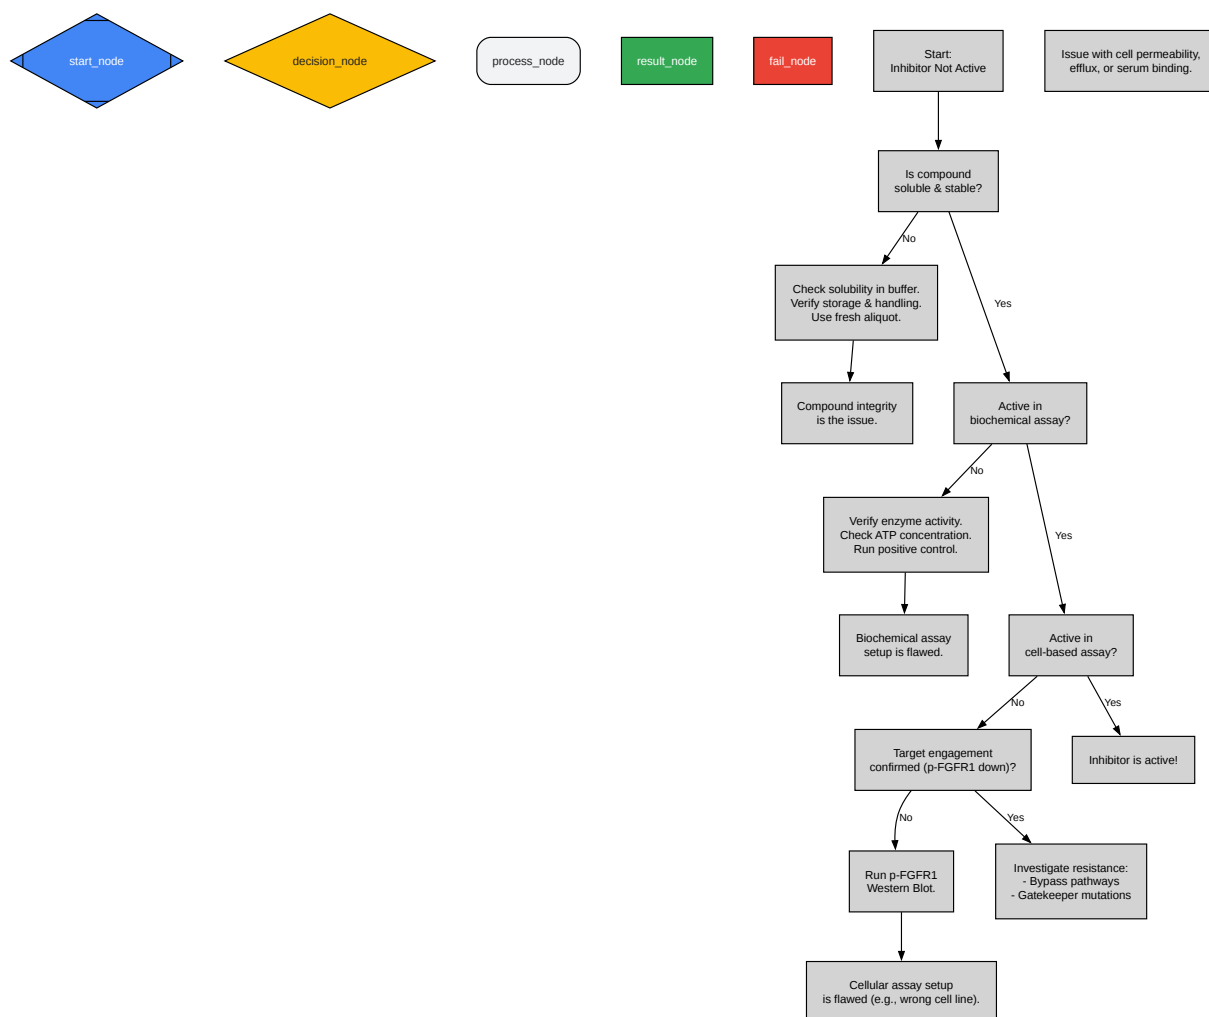 start_node
decision_node
process_node
result_node
fail_node
Start:
Inhibitor Not Active
Issue with cell permeability,
efflux, or serum binding.
Is compound
soluble & stable?
No
Yes
Check solubility in buffer.
Verify storage & handling.
Use fresh aliquot.
Compound integrity
is the issue.
Active in
biochemical assay?
No
Yes
Verify enzyme activity.
Check ATP concentration.
Run positive control.
Biochemical assay
setup is flawed.
Active in
cell-based assay?
No
Yes
Target engagement
confirmed (p-FGFR1 down)?
Inhibitor is active!
No
Yes
Run p-FGFR1
Western Blot.
Investigate resistance:
- Bypass pathways
- Gatekeeper mutations
Cellular assay setup
is flawed (e.g., wrong cell line).